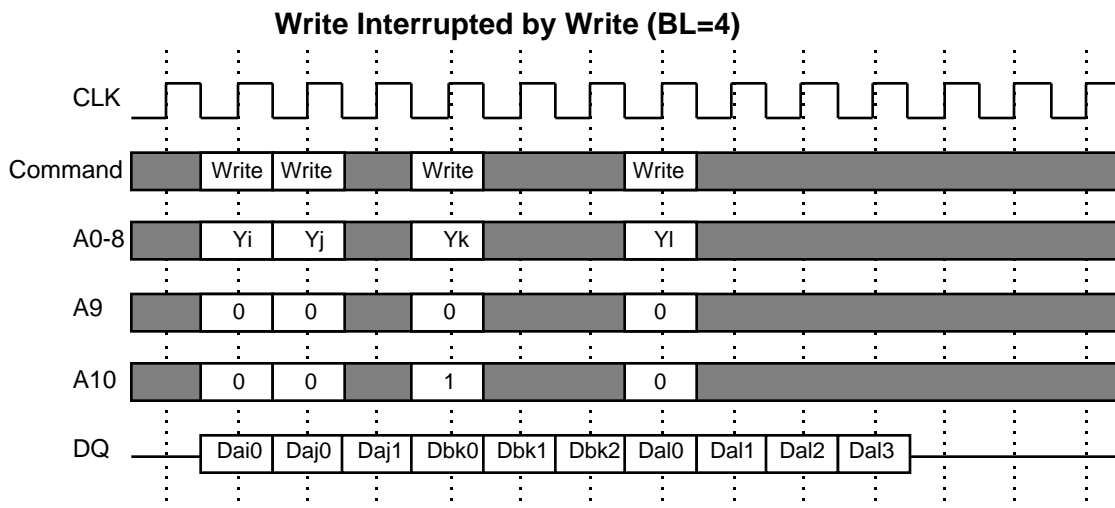 Write Interrupted by Write (BL=4)
CLK
Command Write Write Write Write
A0-8 Yi Yj Yk Yl
A9 0 0 0 0
A10 0 0 1 0
DQ Dai0 Daj0 Daj1 Dbk0 Dbk1 Dbk2 Dal0 Dal1 Dal2 Dal3